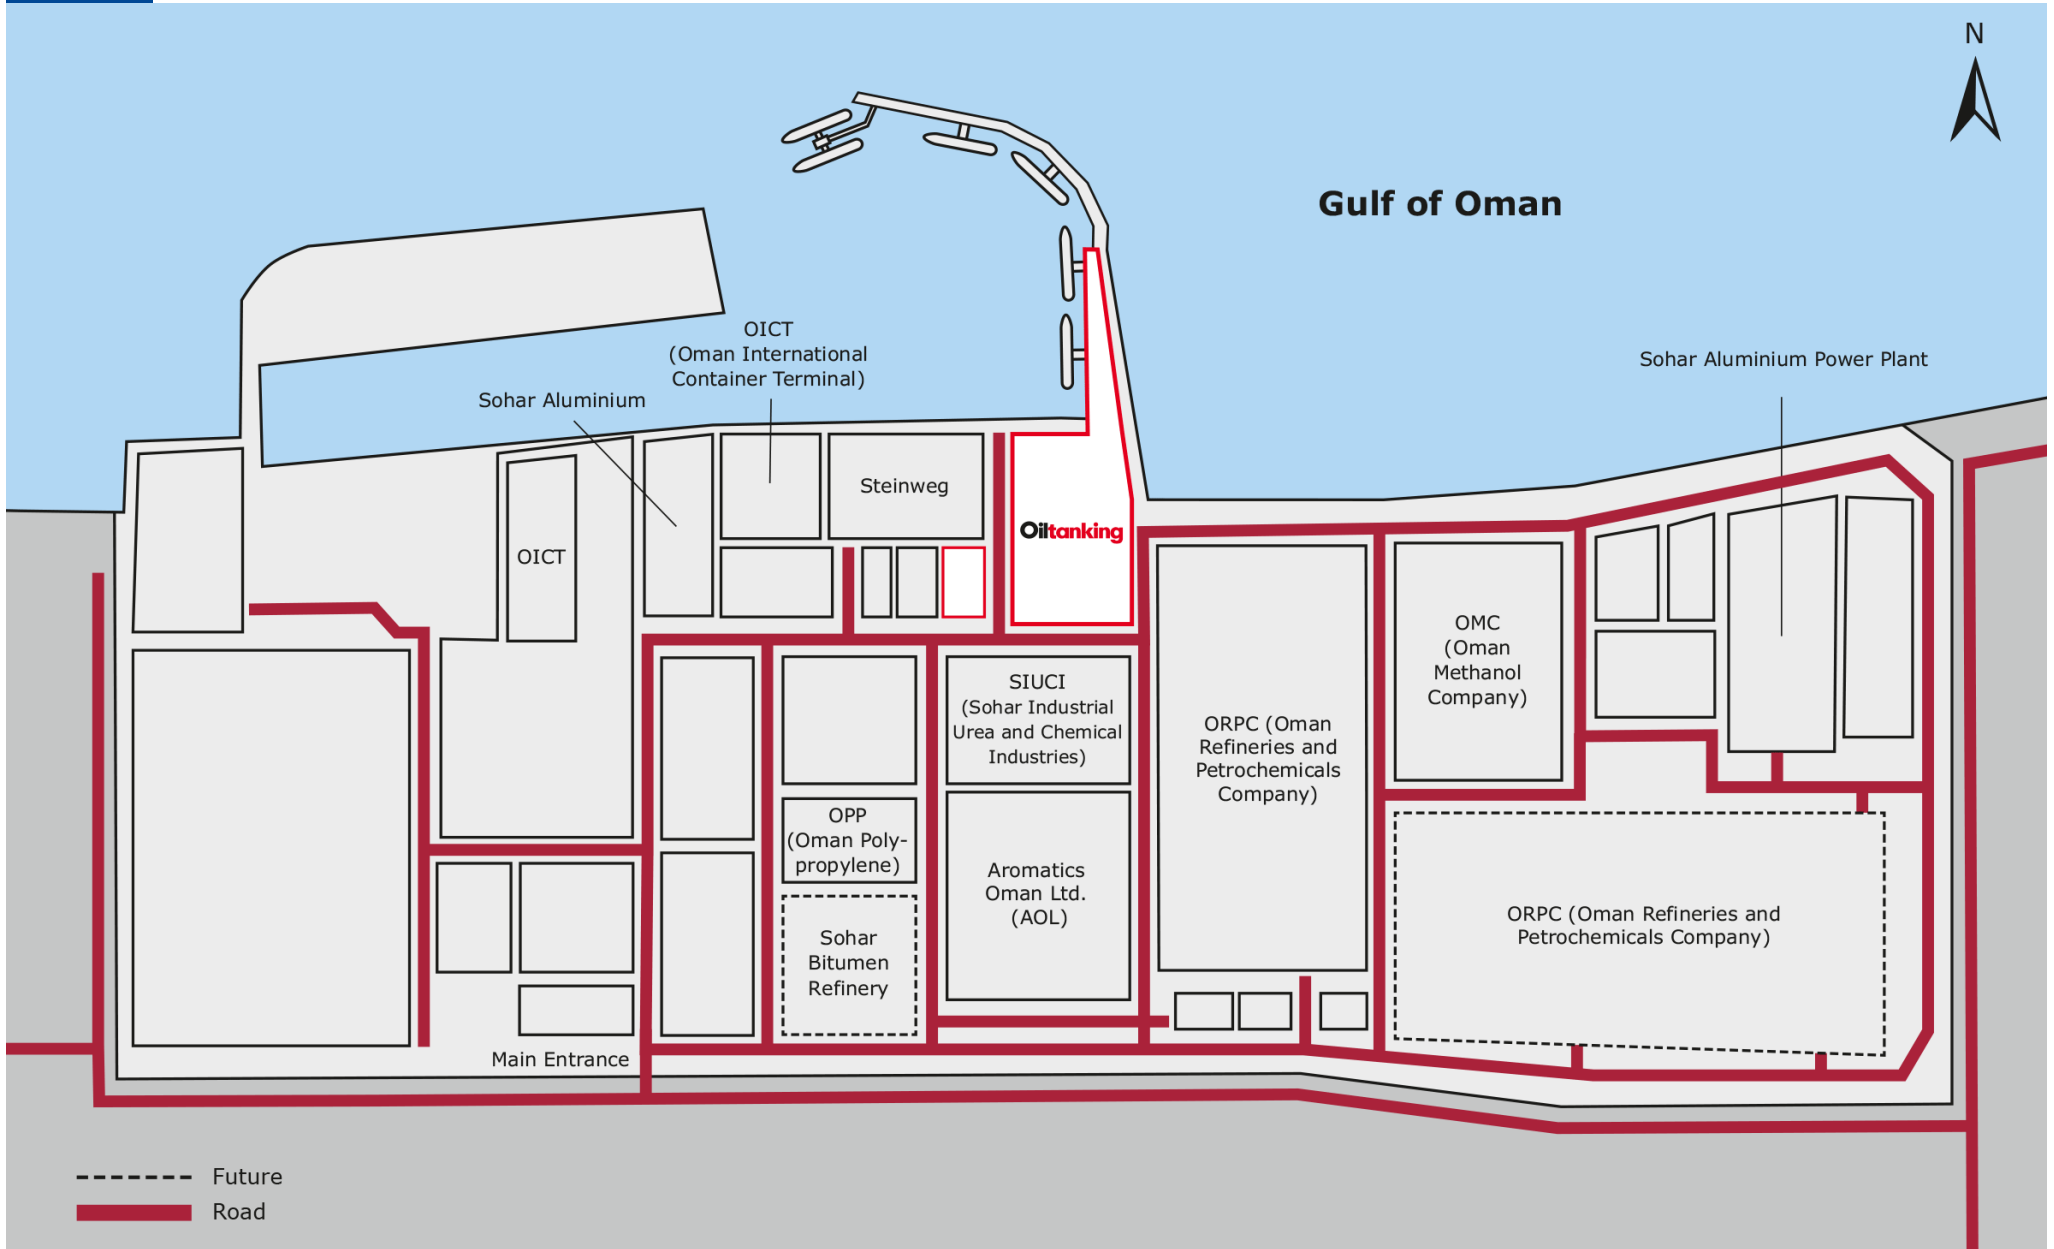 N
Gulf of Oman
OICT
(Oman International
Container Terminal)
Sohar Aluminium
Sohar Aluminium Power Plant
Steinweg
Oiltanking
OICT
OMC
(Oman
Methanol
Company)
SIUCI
(Sohar Industrial
Urea and Chemical
Industries)
ORPC (Oman
Refineries and
Petrochemicals
Company)
OPP
(Oman Poly-
propylene)
Aromatics
Oman Ltd.
(AOL)
ORPC (Oman Refineries and
Petrochemicals Company)
Sohar
Bitumen
Refinery
Main Entrance
Future
Road